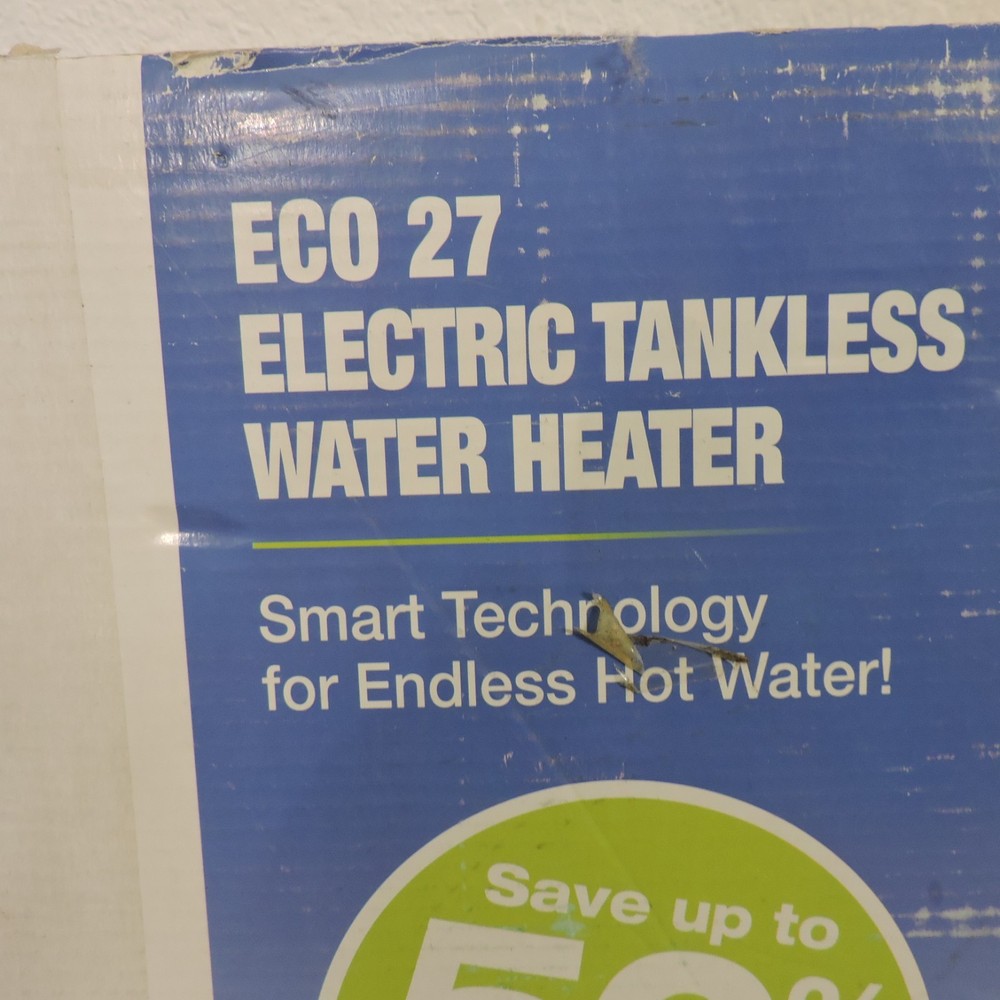 ECO 27
ELECTRIC TANKLESS
WATER HEATER
Smart Technology
for Endless Hot Water!
Save up to